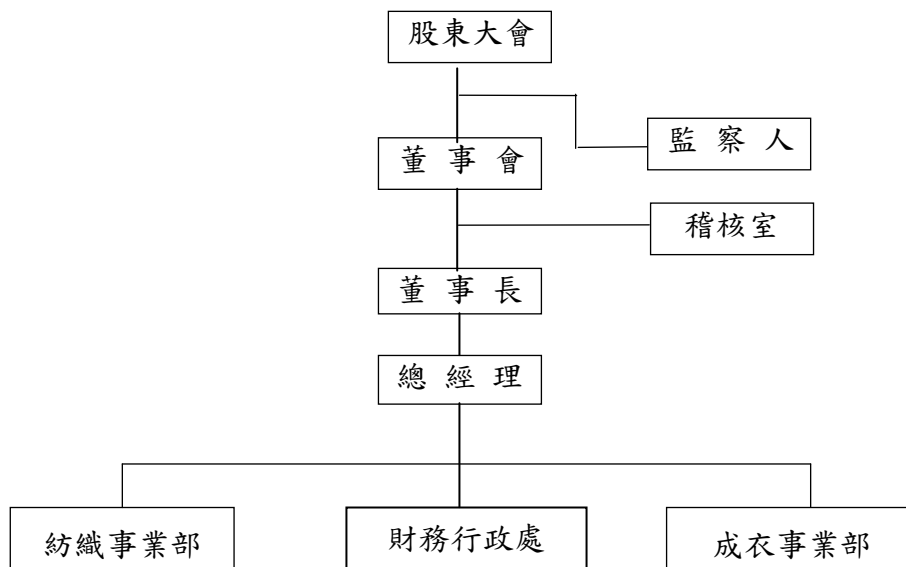 股東大會
監 察 人
董 事 會
稽核室
董 事 長
總 經 理
紡織事業部
財務行政處
成衣事業部